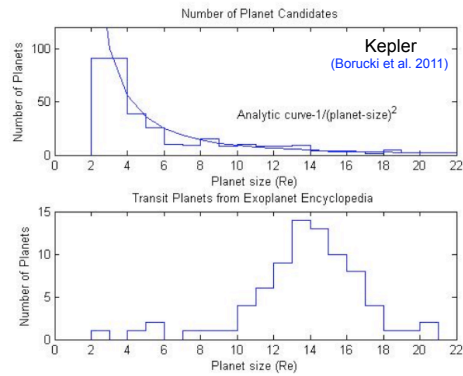 Number of Planet Candidates
Kepler
(Borucki et al. 2011)
Analytic curve-1/(planet-size)²
Number of Planets
100
50
0
0 2 4 6 8 10 12 14 16 18 20 22
Planet size (Re)
Transit Planets from Exoplanet Encyclopedia
Number of Planets
15
10
5
0
0 2 4 6 8 10 12 14 16 18 20 22
Planet size (Re)